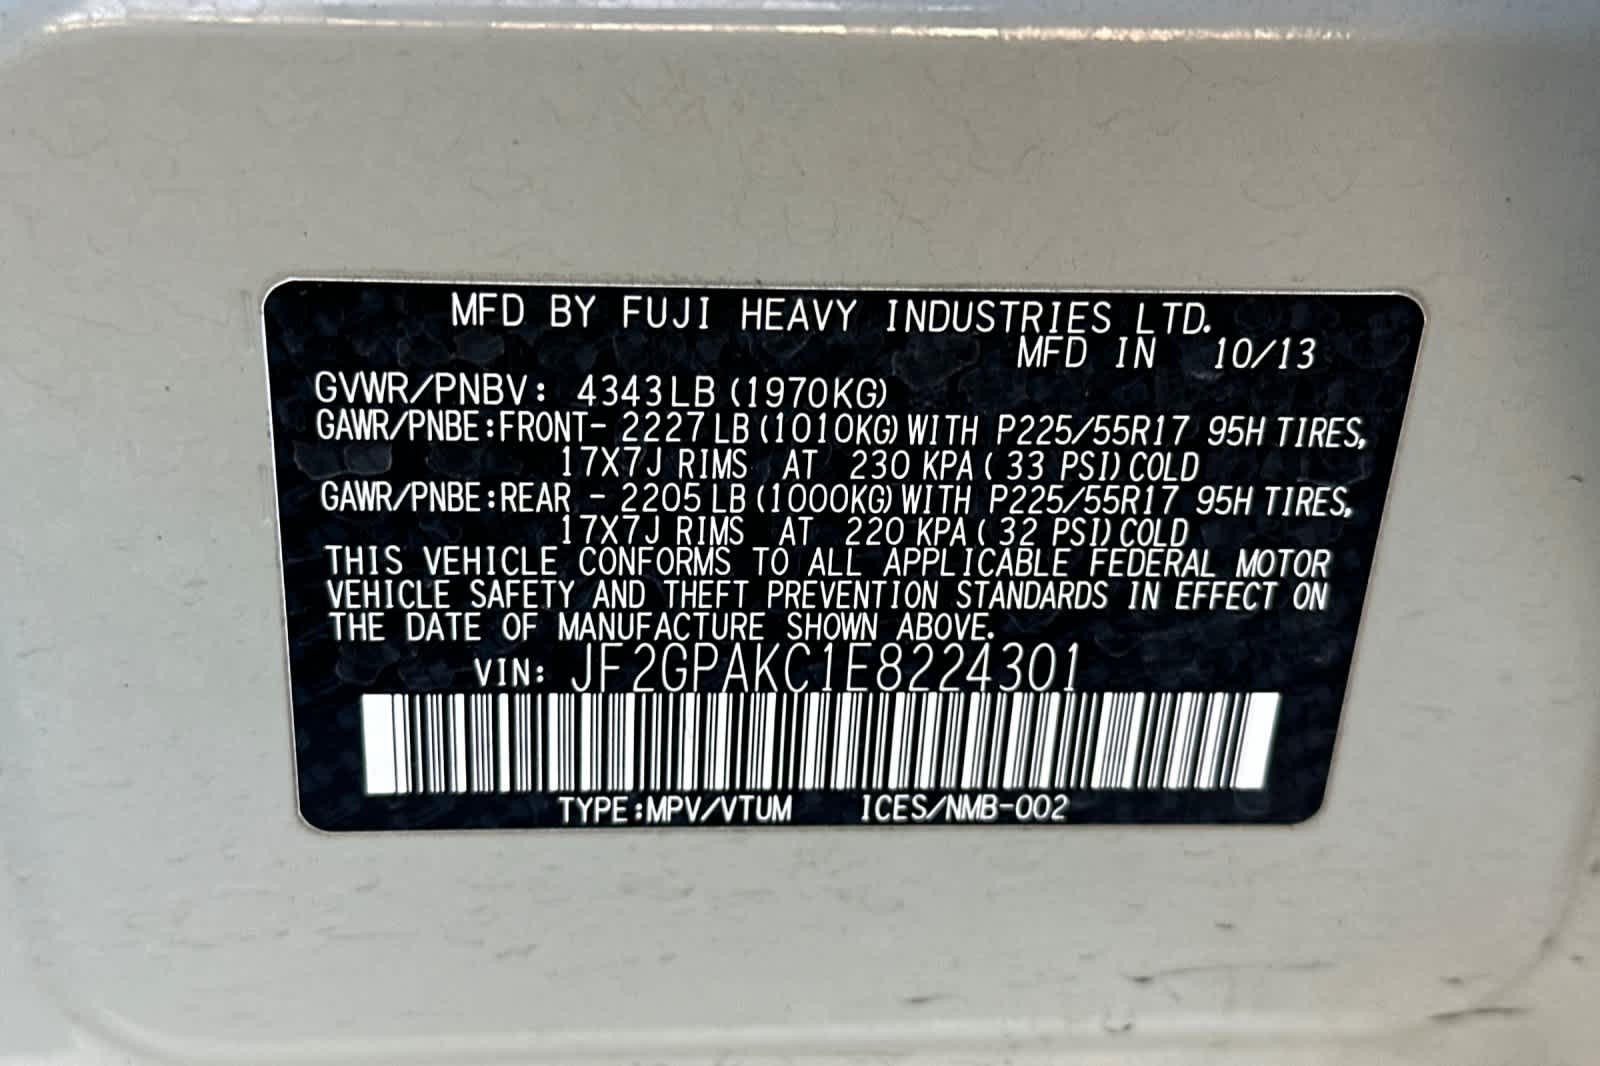 MFD BY FUJI HEAVY INDUSTRIES LTD.
MFD IN 10/13
GVWR/PNBV: 4343LB (1970KG)
GAWR/PNBE:FRONT- 2227LB (1010KG) WITH P225/55R17 95H TIRES,
17X7J RIMS AT 230 KPA ( 33 PSI) COLD
GAWR/PNBE:REAR - 2205LB (1000KG) WITH P225/55R17 95H TIRES,
17X7J RIMS AT 220 KPA ( 32 PSI) COLD
THIS VEHICLE CONFORMS TO ALL APPLICABLE FEDERAL MOTOR
VEHICLE SAFETY AND THEFT PREVENTION STANDARDS IN EFFECT ON
THE DATE OF MANUFACTURE SHOWN ABOVE.
VIN: JF2GPAKC1E8224301
TYPE:MPV/VTUM ICES/NMB-002